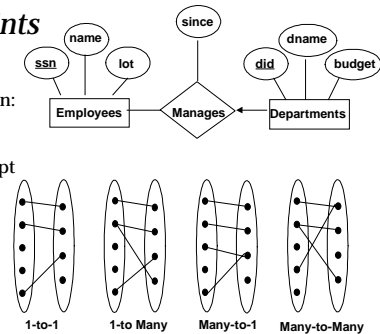 nts
since
name
dname
ssn
lot
did
budget
n:
Employees
Manages
Departments
pt
1-to-1
1-to Many
Many-to-1
Many-to-Many